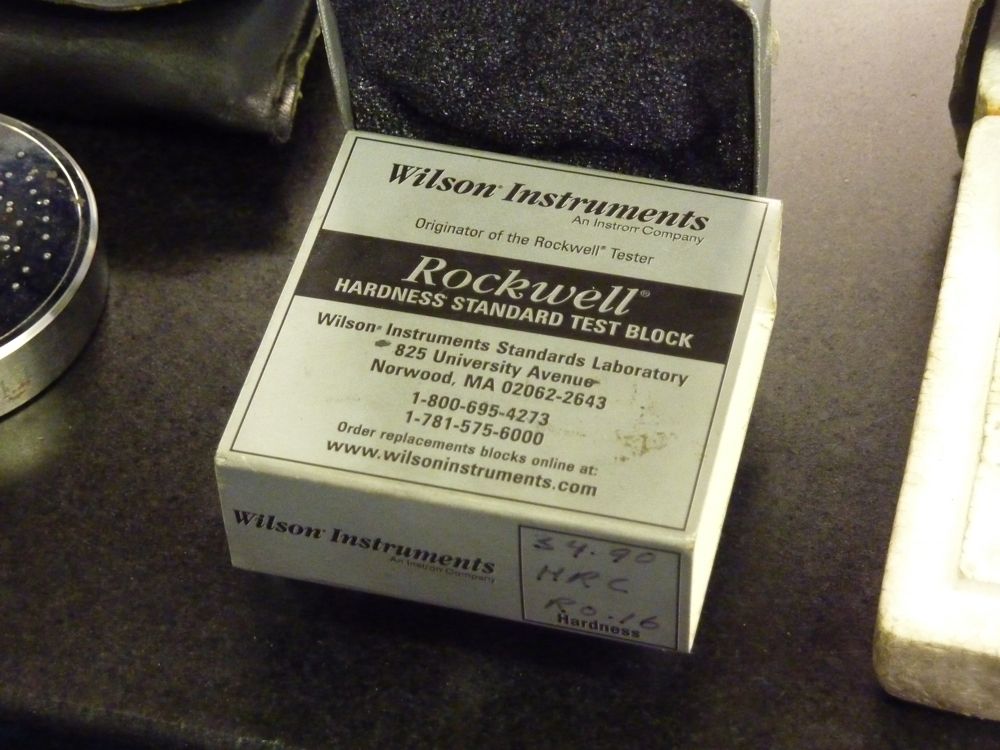 Wilson® Instruments
An Instron® Company
Originator of the Rockwell® Tester
Rockwell®
HARDNESS STANDARD TEST BLOCK
Wilson® Instruments Standards Laboratory
825 University Avenue
Norwood, MA 02062-2643
1-800-695-4273
1-781-575-6000
Order replacements blocks online at:
www.wilsoninstruments.com
Wilson® Instruments
An Instron Company
34.90
HRC
R0.16
Hardness